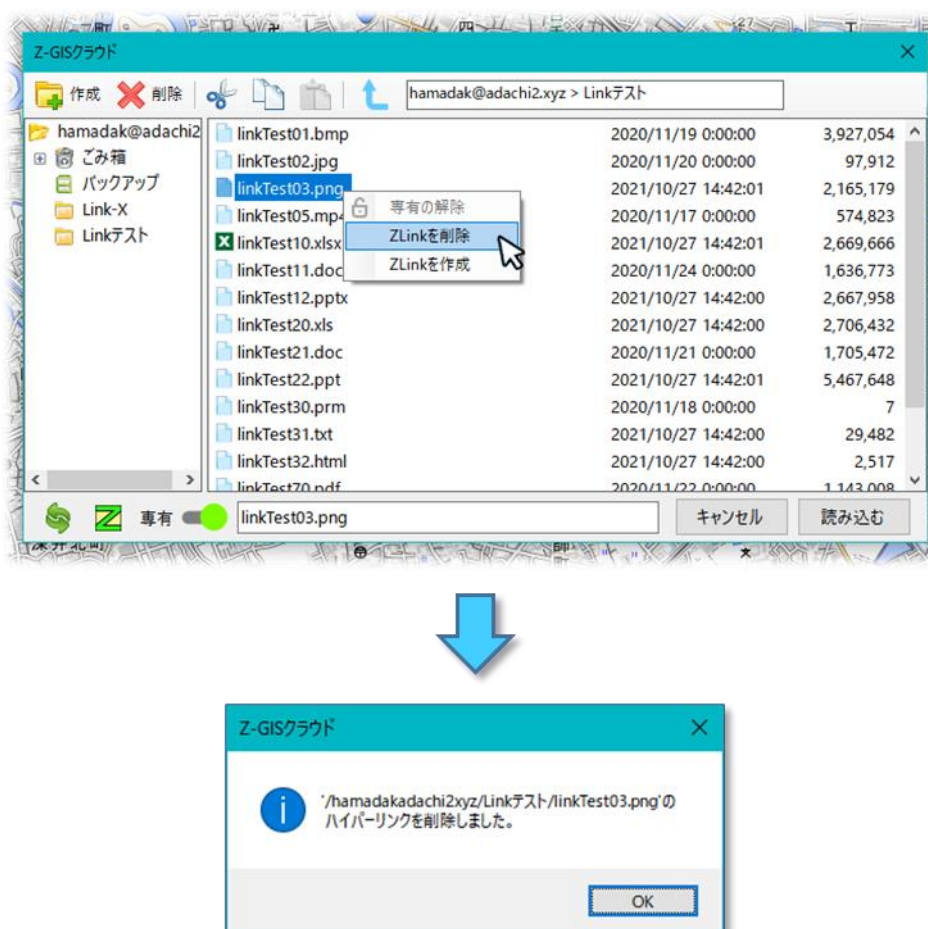 Z-GISクラウド
作成 削除 hamadak@adachi2.xyz > Linkテスト
hamadak@adachi2
ごみ箱
バックアップ
Link-X
Linkテスト
linkTest01.bmp 2020/11/19 0:00:00 3,927,054
linkTest02.jpg 2020/11/20 0:00:00 97,912
linkTest03.png 2021/10/27 14:42:01 2,165,179
linkTest05.mp4 2020/11/17 0:00:00 574,823
linkTest10.xlsx 2021/10/27 14:42:01 2,669,666
linkTest11.doc 2020/11/24 0:00:00 1,636,773
linkTest12.pptx 2021/10/27 14:42:00 2,667,958
linkTest20.xls 2021/10/27 14:42:00 2,706,432
linkTest21.doc 2020/11/21 0:00:00 1,705,472
linkTest22.ppt 2021/10/27 14:42:01 5,467,648
linkTest30.prm 2020/11/18 0:00:00 7
linkTest31.txt 2021/10/27 14:42:00 29,482
linkTest32.html 2021/10/27 14:42:00 2,517
linkTest70.pdf 2020/11/22 0:00:00 1,143,008
専有の解除
ZLinkを削除
ZLinkを作成
専有 linkTest03.png キャンセル 読み込む
Z-GISクラウド
'/hamadakadachi2xyz/Linkテスト/linkTest03.png'の
ハイパーリンクを削除しました。
OK